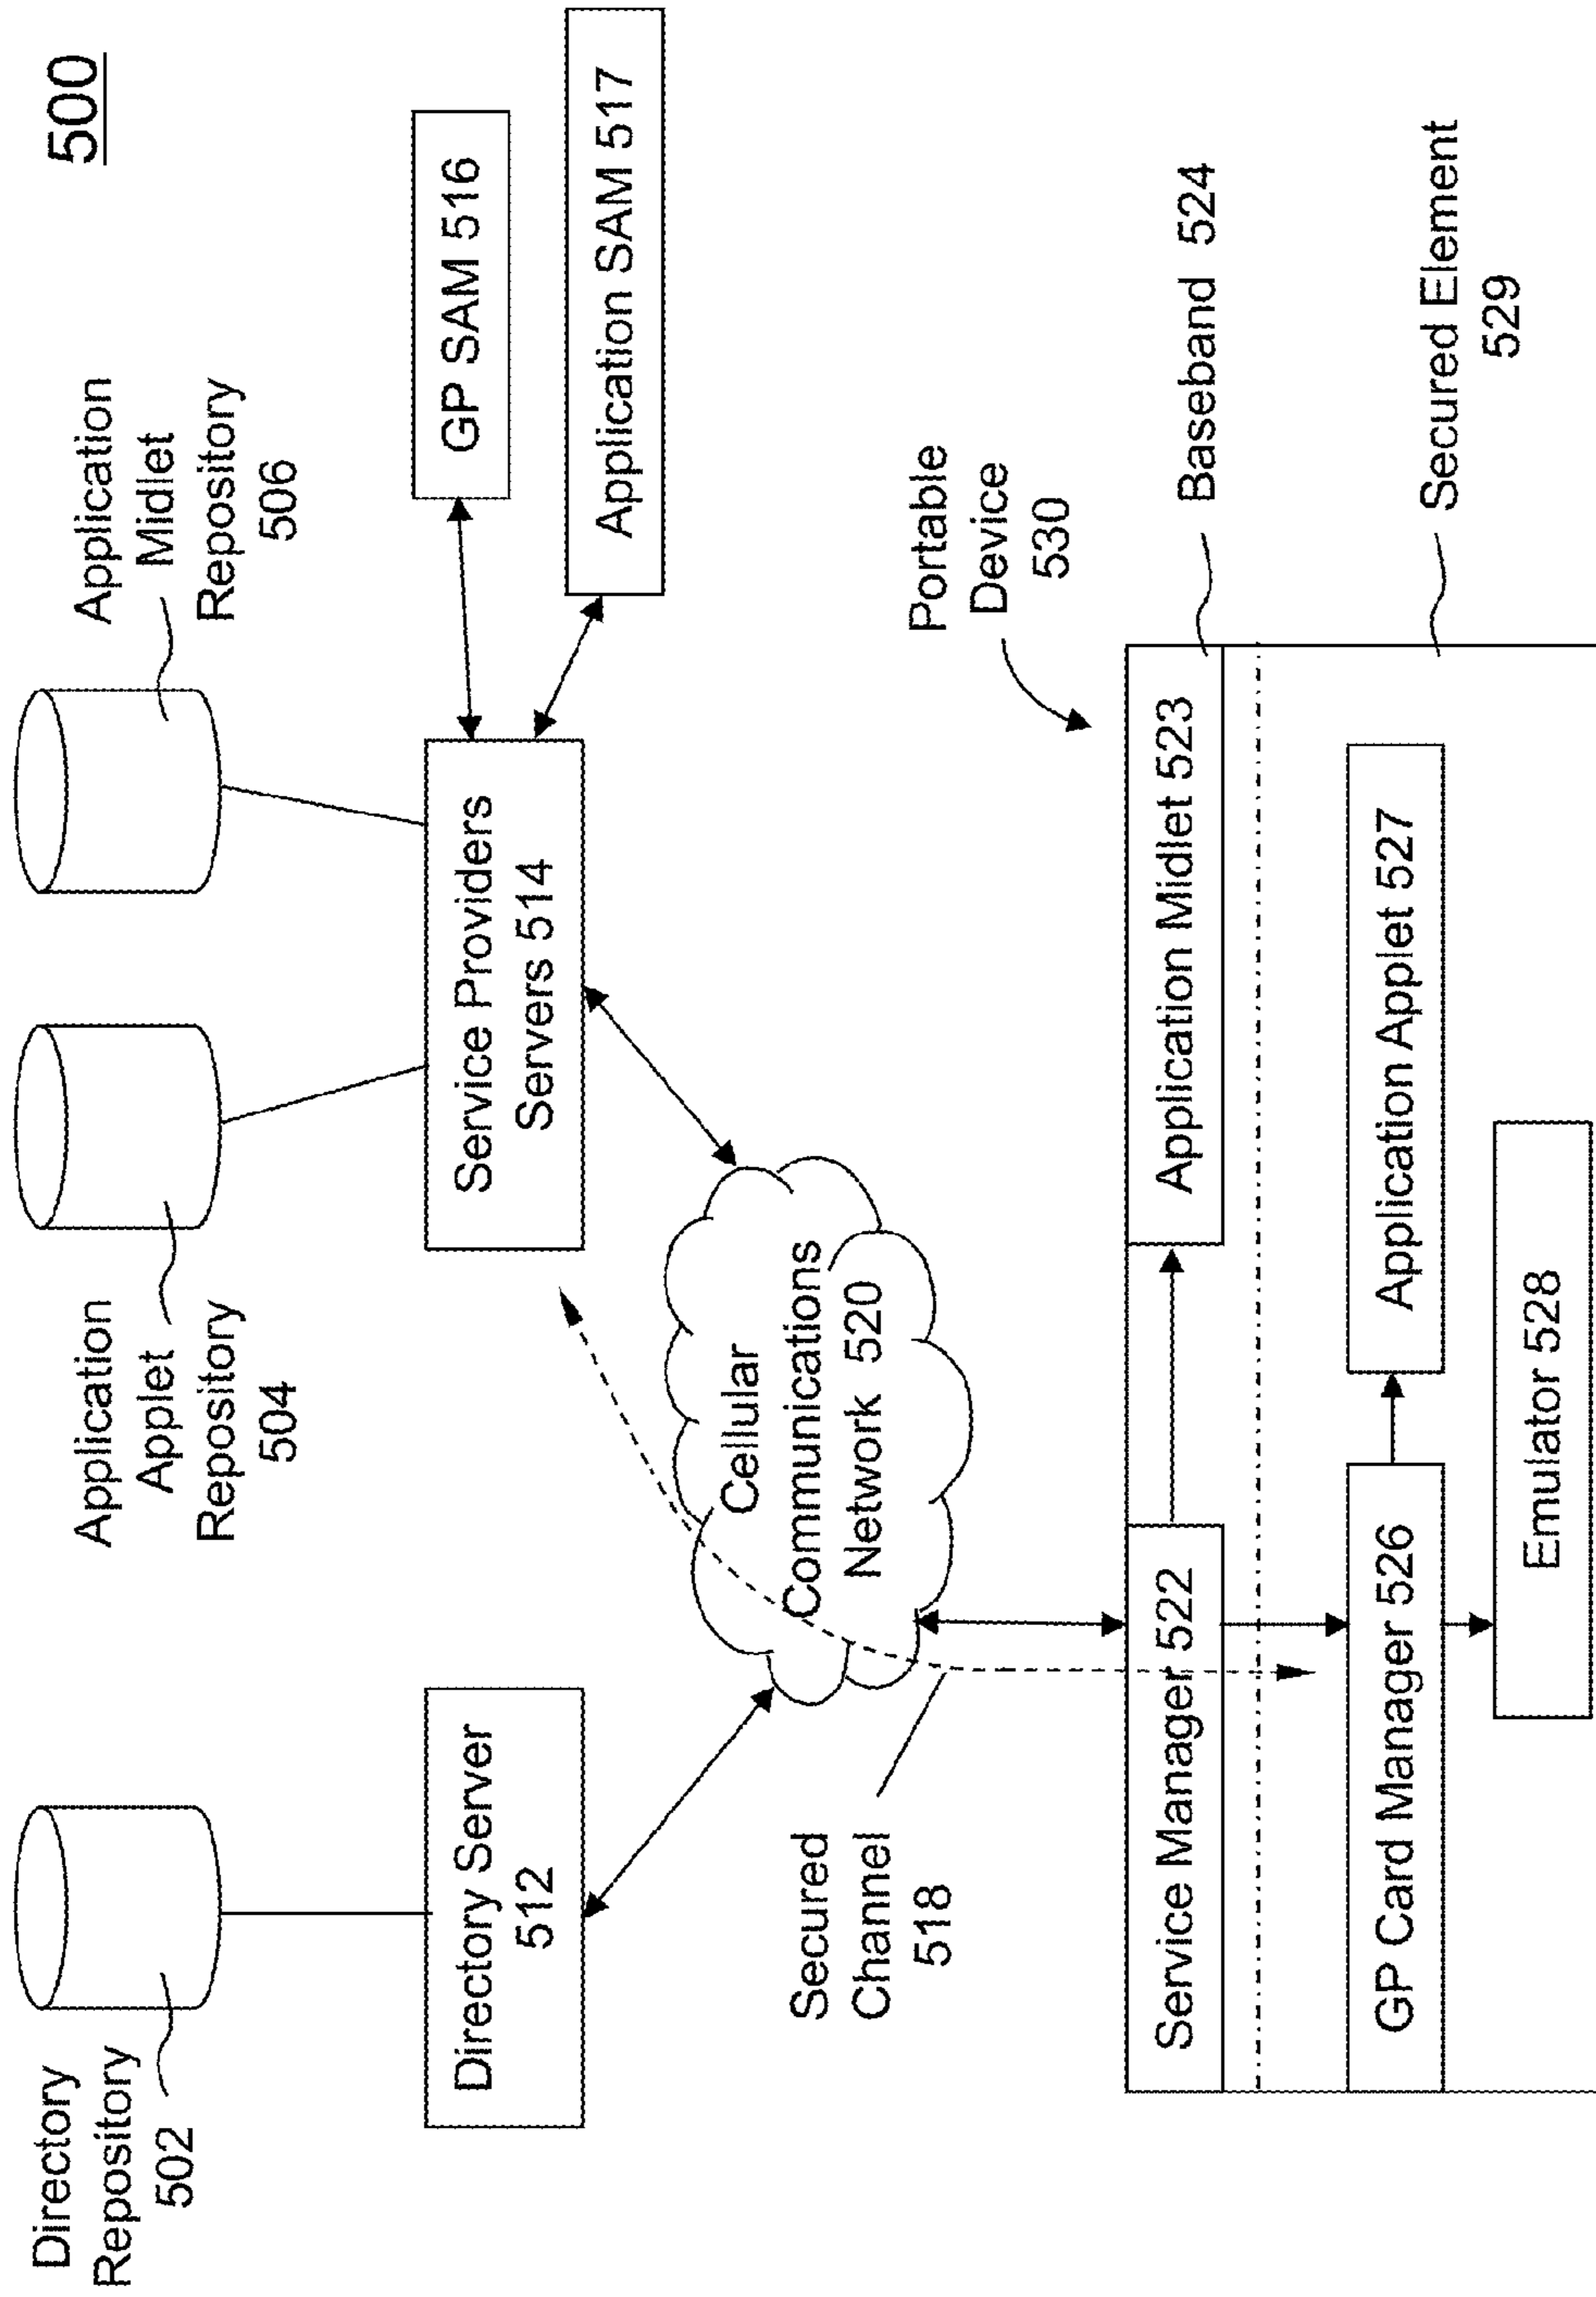 500
Directory
Repository
502
Application
Applet
Repository
504
Application
Midlet
Repository
506
Directory Server
512
Service Providers
Servers 514
GP SAM 516
Application SAM 517
Cellular
Communications
Network 520
Secured
Channel
518
Portable
Device
530
Service Manager 522
Application Midlet 523
Baseband 524
GP Card Manager 526
Application Applet 527
Secured Element
529
Emulator 528